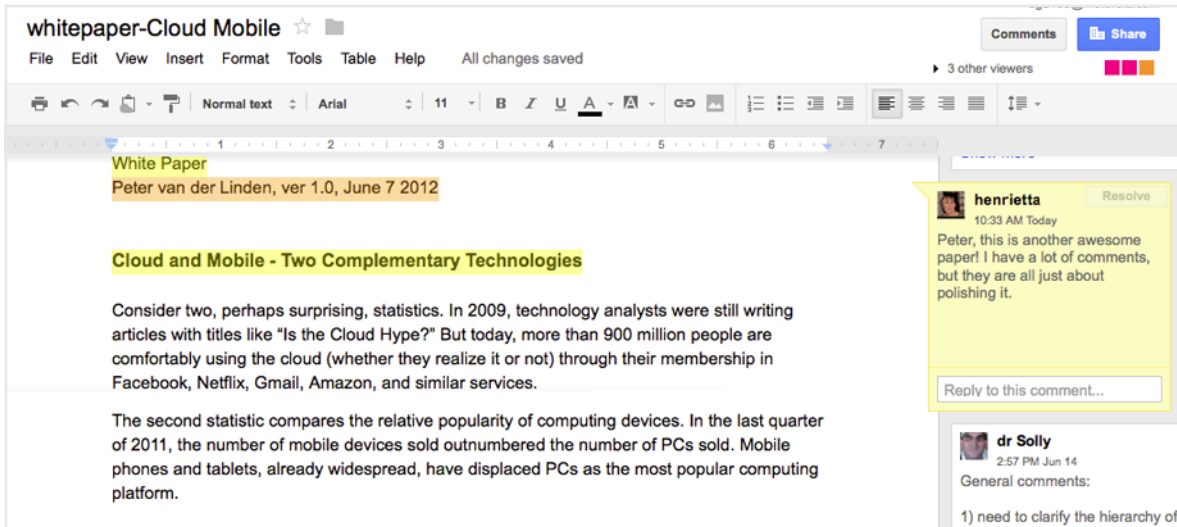 whitepaper-Cloud Mobile
Comments
Share
File Edit View Insert Format Tools Table Help All changes saved
3 other viewers
Normal text Arial 11 B I U A A
1 2 3 4 5 6 7
White Paper
Peter van der Linden, ver 1.0, June 7 2012
Cloud and Mobile - Two Complementary Technologies
Consider two, perhaps surprising, statistics. In 2009, technology analysts were still writing
articles with titles like “Is the Cloud Hype?” But today, more than 900 million people are
comfortably using the cloud (whether they realize it or not) through their membership in
Facebook, Netflix, Gmail, Amazon, and similar services.
The second statistic compares the relative popularity of computing devices. In the last quarter
of 2011, the number of mobile devices sold outnumbered the number of PCs sold. Mobile
phones and tablets, already widespread, have displaced PCs as the most popular computing
platform.
henrietta
Resolve
10:33 AM Today
Peter, this is another awesome
paper! I have a lot of comments,
but they are all just about
polishing it.
Reply to this comment...
dr Solly
2:57 PM Jun 14
General comments:
1) need to clarify the hierarchy of